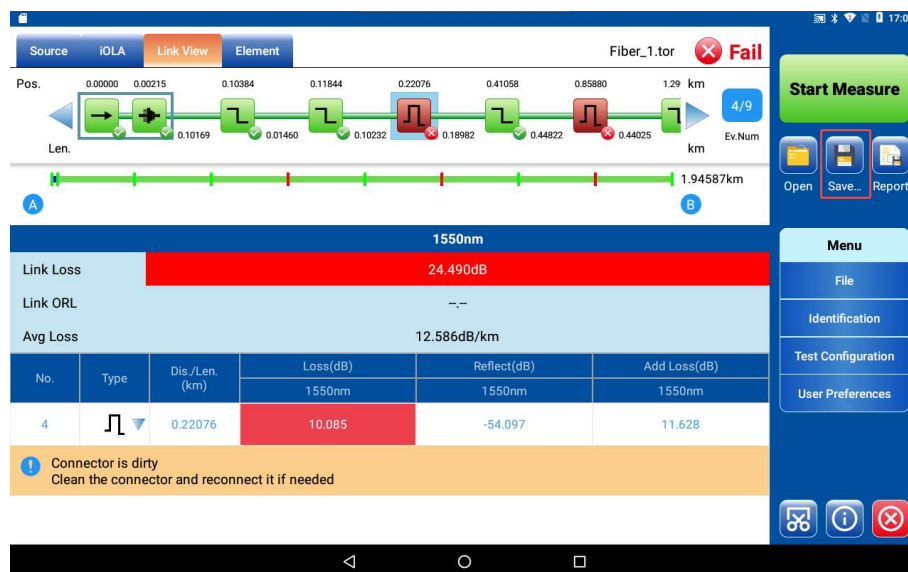 17:0
Source iOLA Link View Element Fiber_1.tor Fail
Pos. 0.00000 0.00215 0.10384 0.11844 0.22076 0.41058 0.85880 1.29 km
4/9
0.10169 0.01460 0.10232 0.18982 0.44822 0.44025 Ev.Num
Len. km
1.94587km
A B
Start Measure
Open Save... Report
1550nm
Link Loss 24.490dB
Link ORL --.--
Avg Loss 12.586dB/km
No. Type Dis./Len. Loss(dB) Reflect(dB) Add Loss(dB)
(km) 1550nm 1550nm 1550nm
4 0.22076 10.085 -54.097 11.628
Connector is dirty
Clean the connector and reconnect it if needed
Menu
File
Identification
Test Configuration
User Preferences